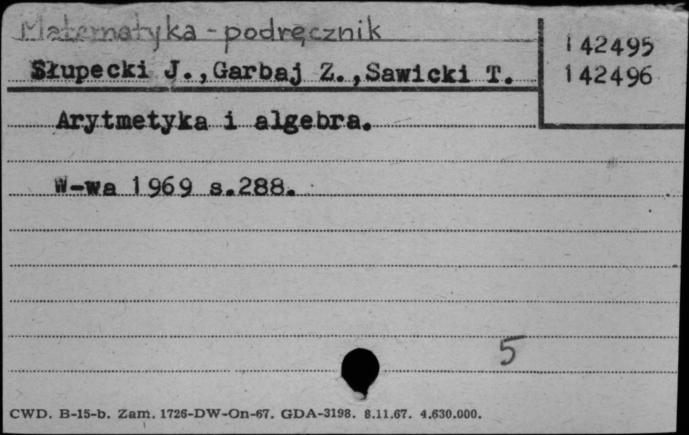 Matematyka - podręcznik
142495
Słupecki J.,Garbaj Z.,Sawicki T.
142496
Arytmetyka i algebra.
W-wa 1969 s.288.
5
CWD. B-15-b. Zam. 1726-DW-On-67. GDA-3198. 8.11.67. 4.630.000.